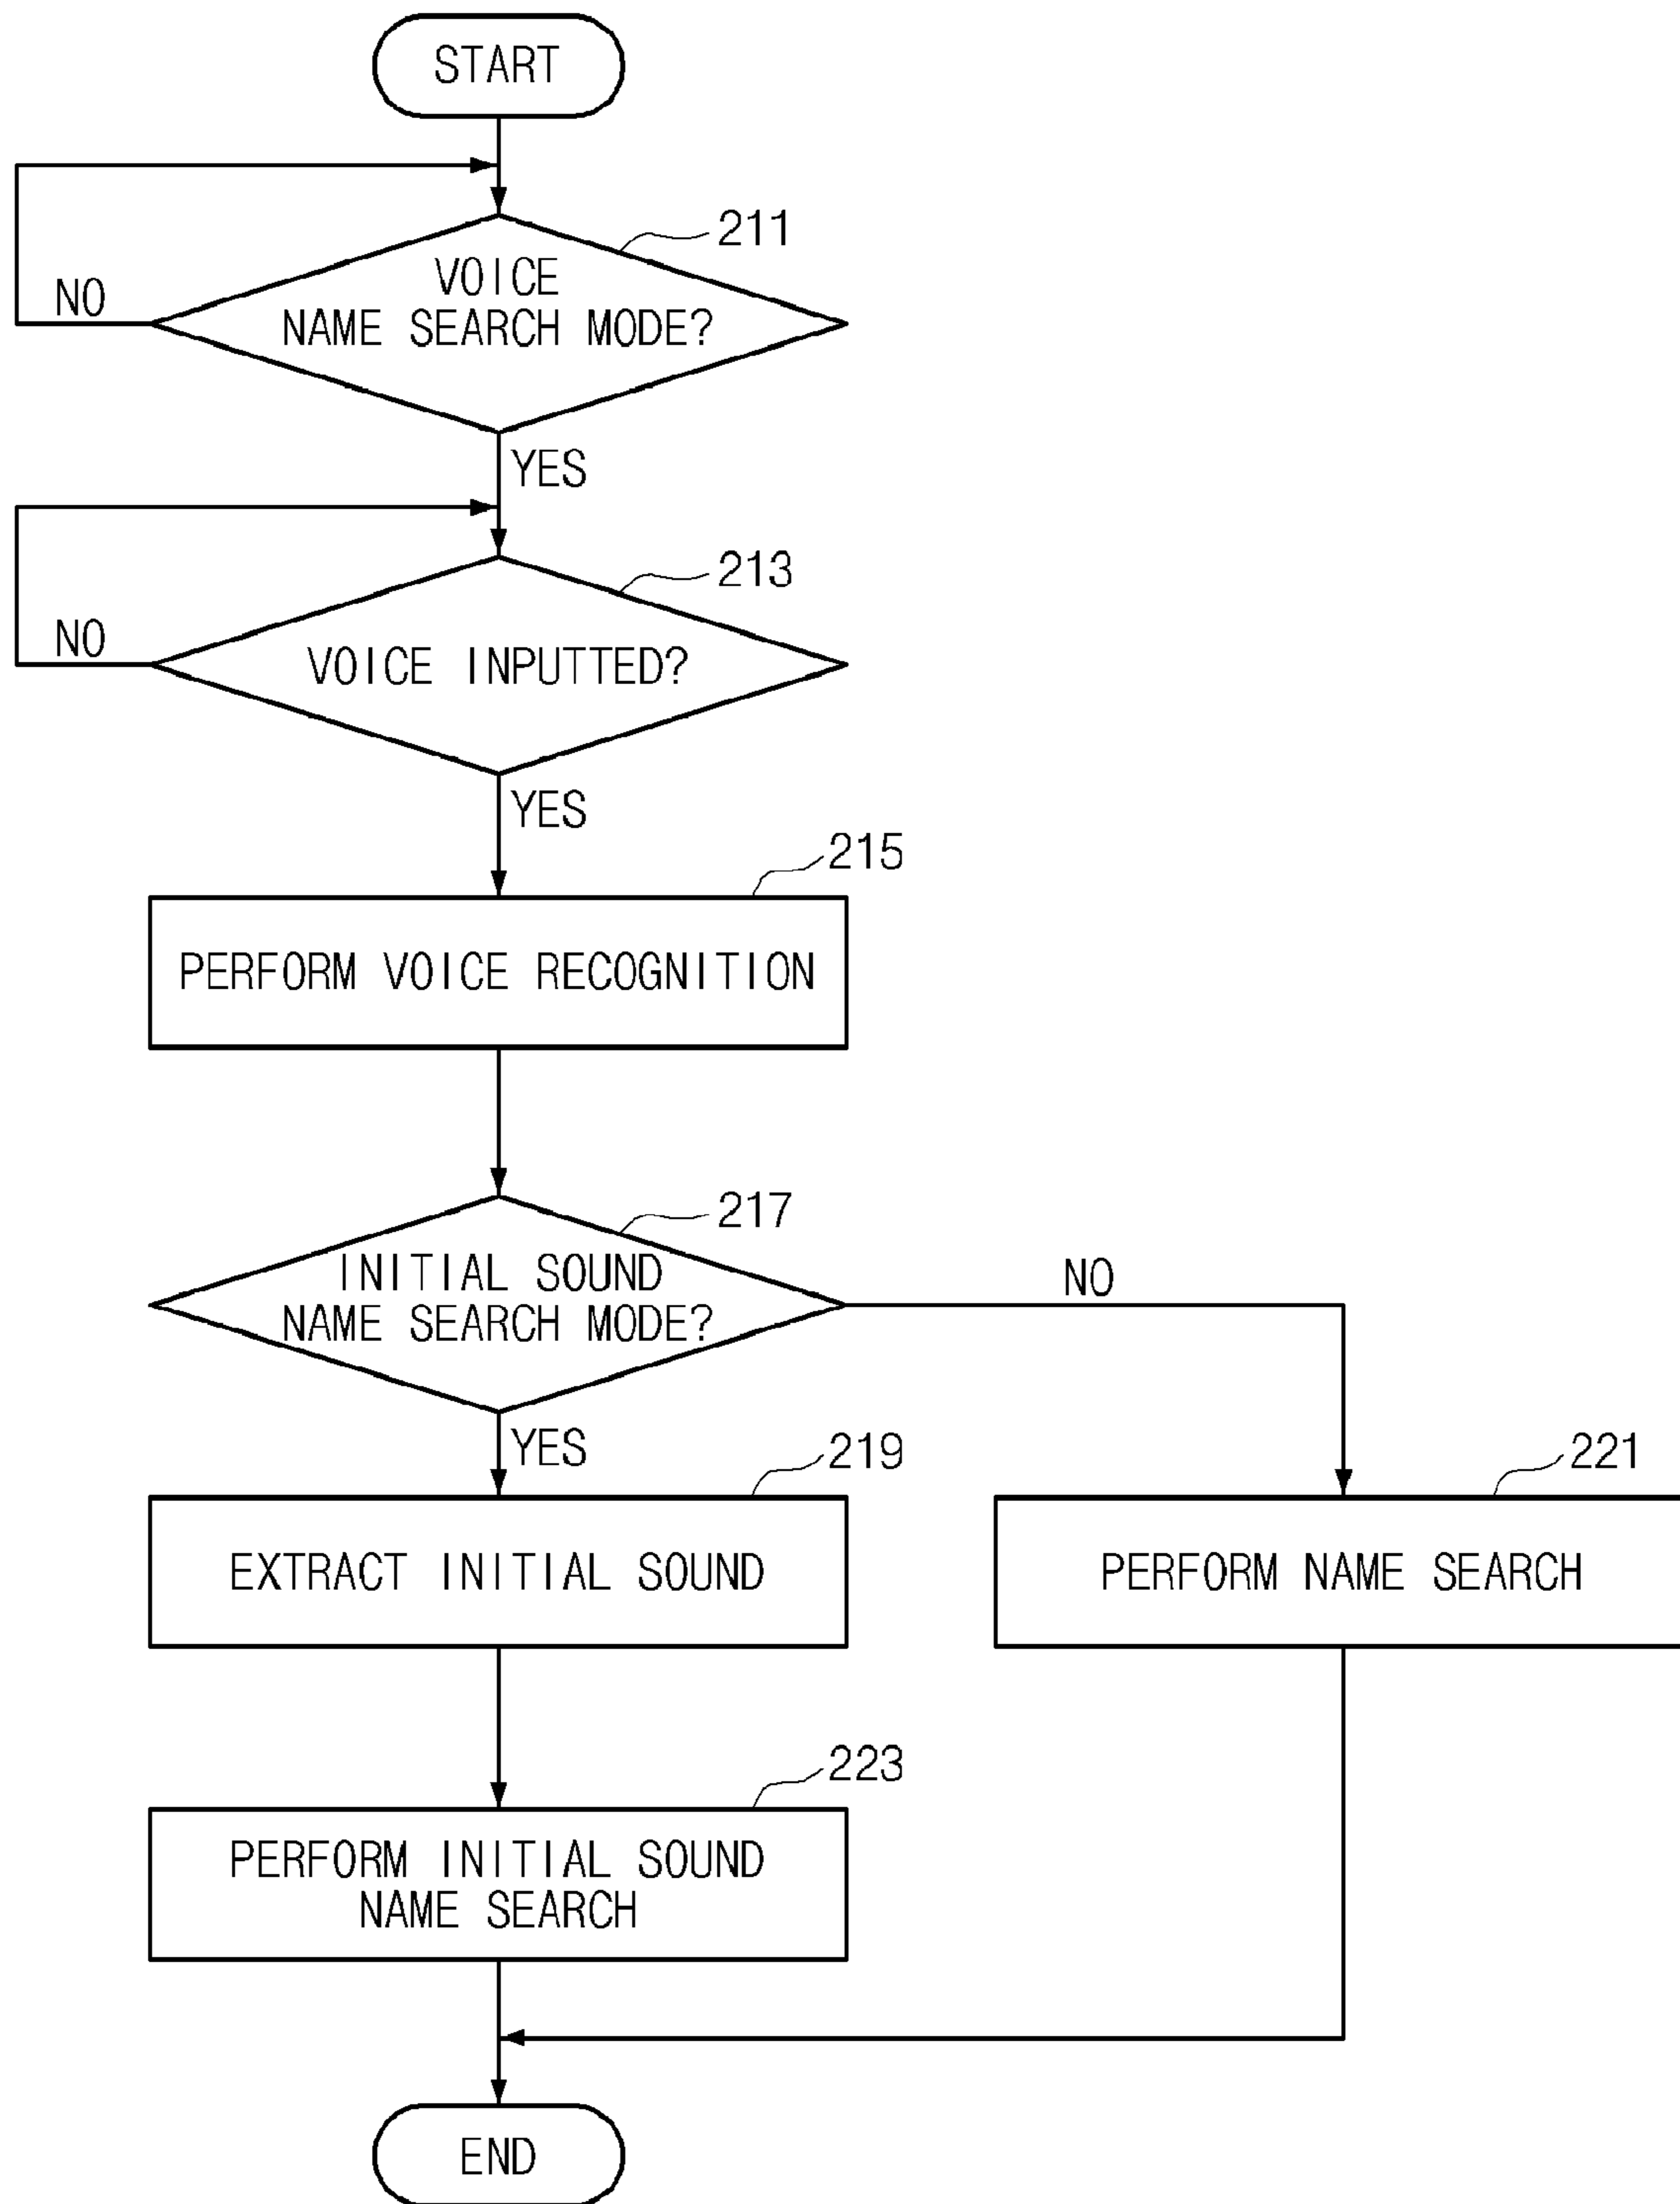 START
211
VOICE
NAME SEARCH MODE?
NO
YES
213
VOICE INPUTTED?
NO
YES
215
PERFORM VOICE RECOGNITION
217
INITIAL SOUND
NAME SEARCH MODE?
NO
YES
219
EXTRACT INITIAL SOUND
221
PERFORM NAME SEARCH
223
PERFORM INITIAL SOUND
NAME SEARCH
END